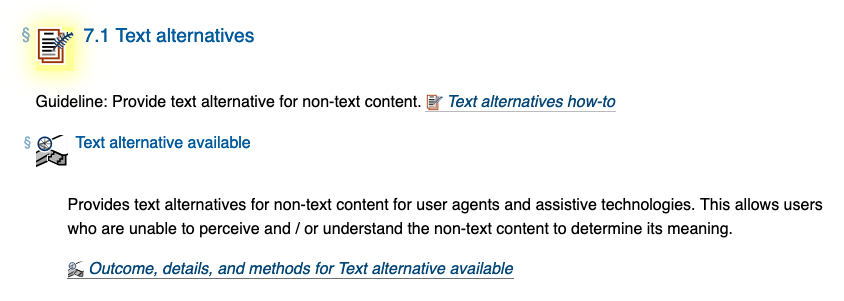 § 7.1 Text alternatives
Guideline: Provide text alternative for non-text content. Text alternatives how-to
§ Text alternative available
Provides text alternatives for non-text content for user agents and assistive technologies. This allows users
who are unable to perceive and / or understand the non-text content to determine its meaning.
Outcome, details, and methods for Text alternative available